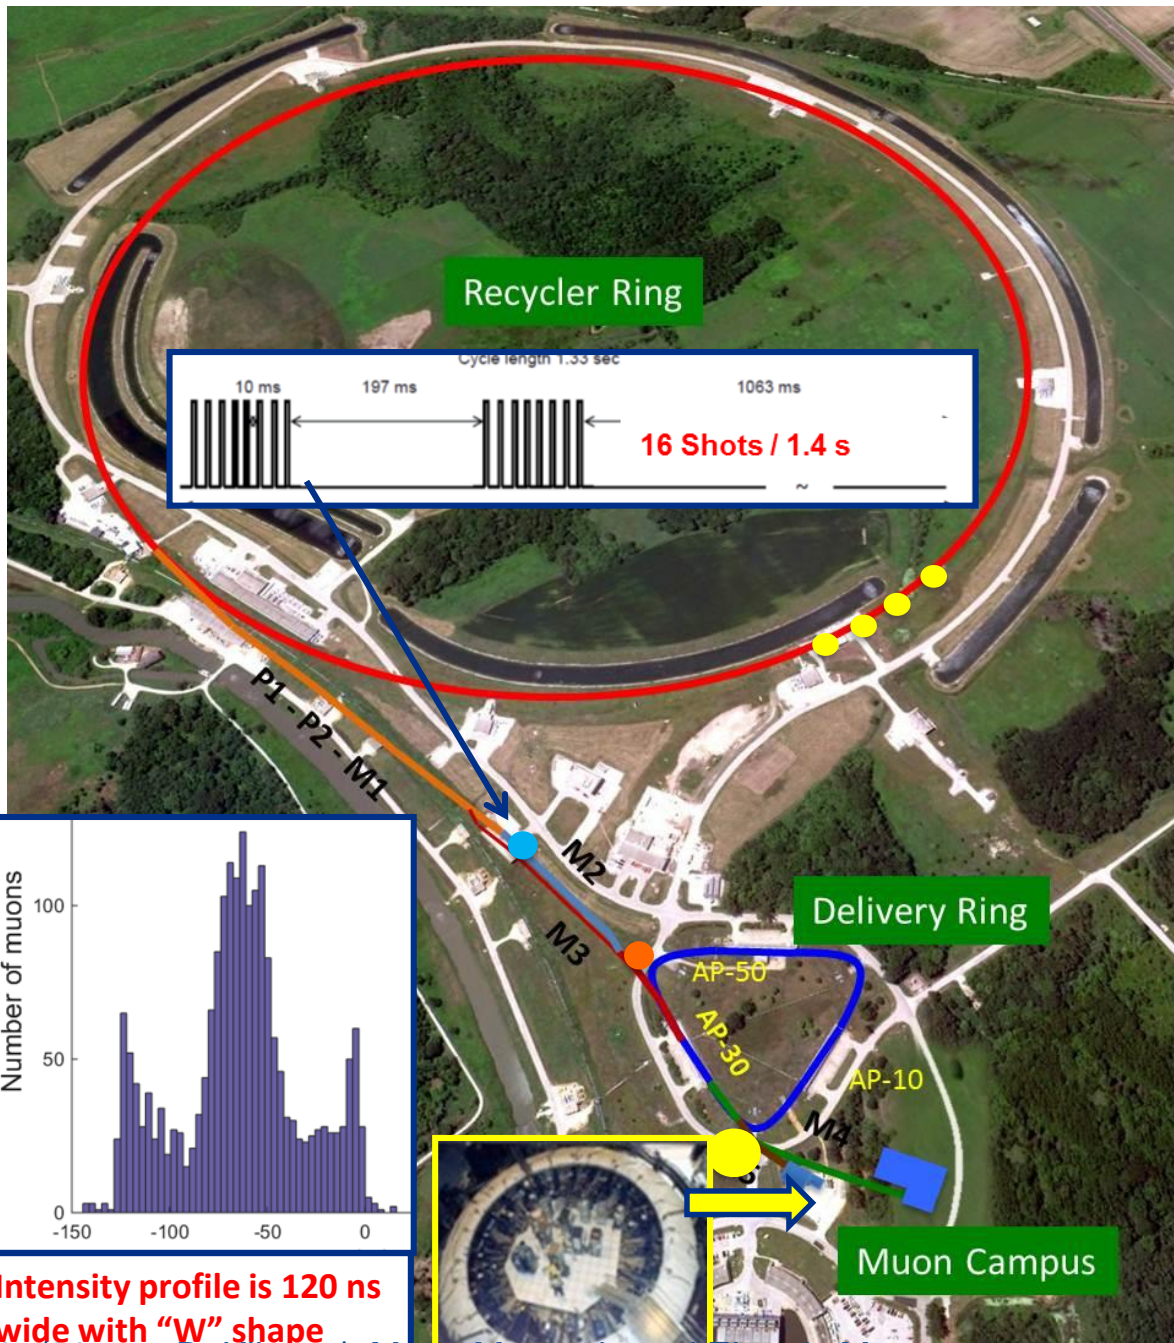 Recycler Ring
Cycle length 1.33 sec
10 ms
197 ms
1063 ms
16 Shots / 1.4 s
~
P1 - P2 - M1
M2
M3
Delivery Ring
AP-50
AP-30
AP-10
M4
Muon Campus
Number of muons
100
50
0
-150
-100
-50
0
Intensity profile is 120 ns
wide with “W” shape